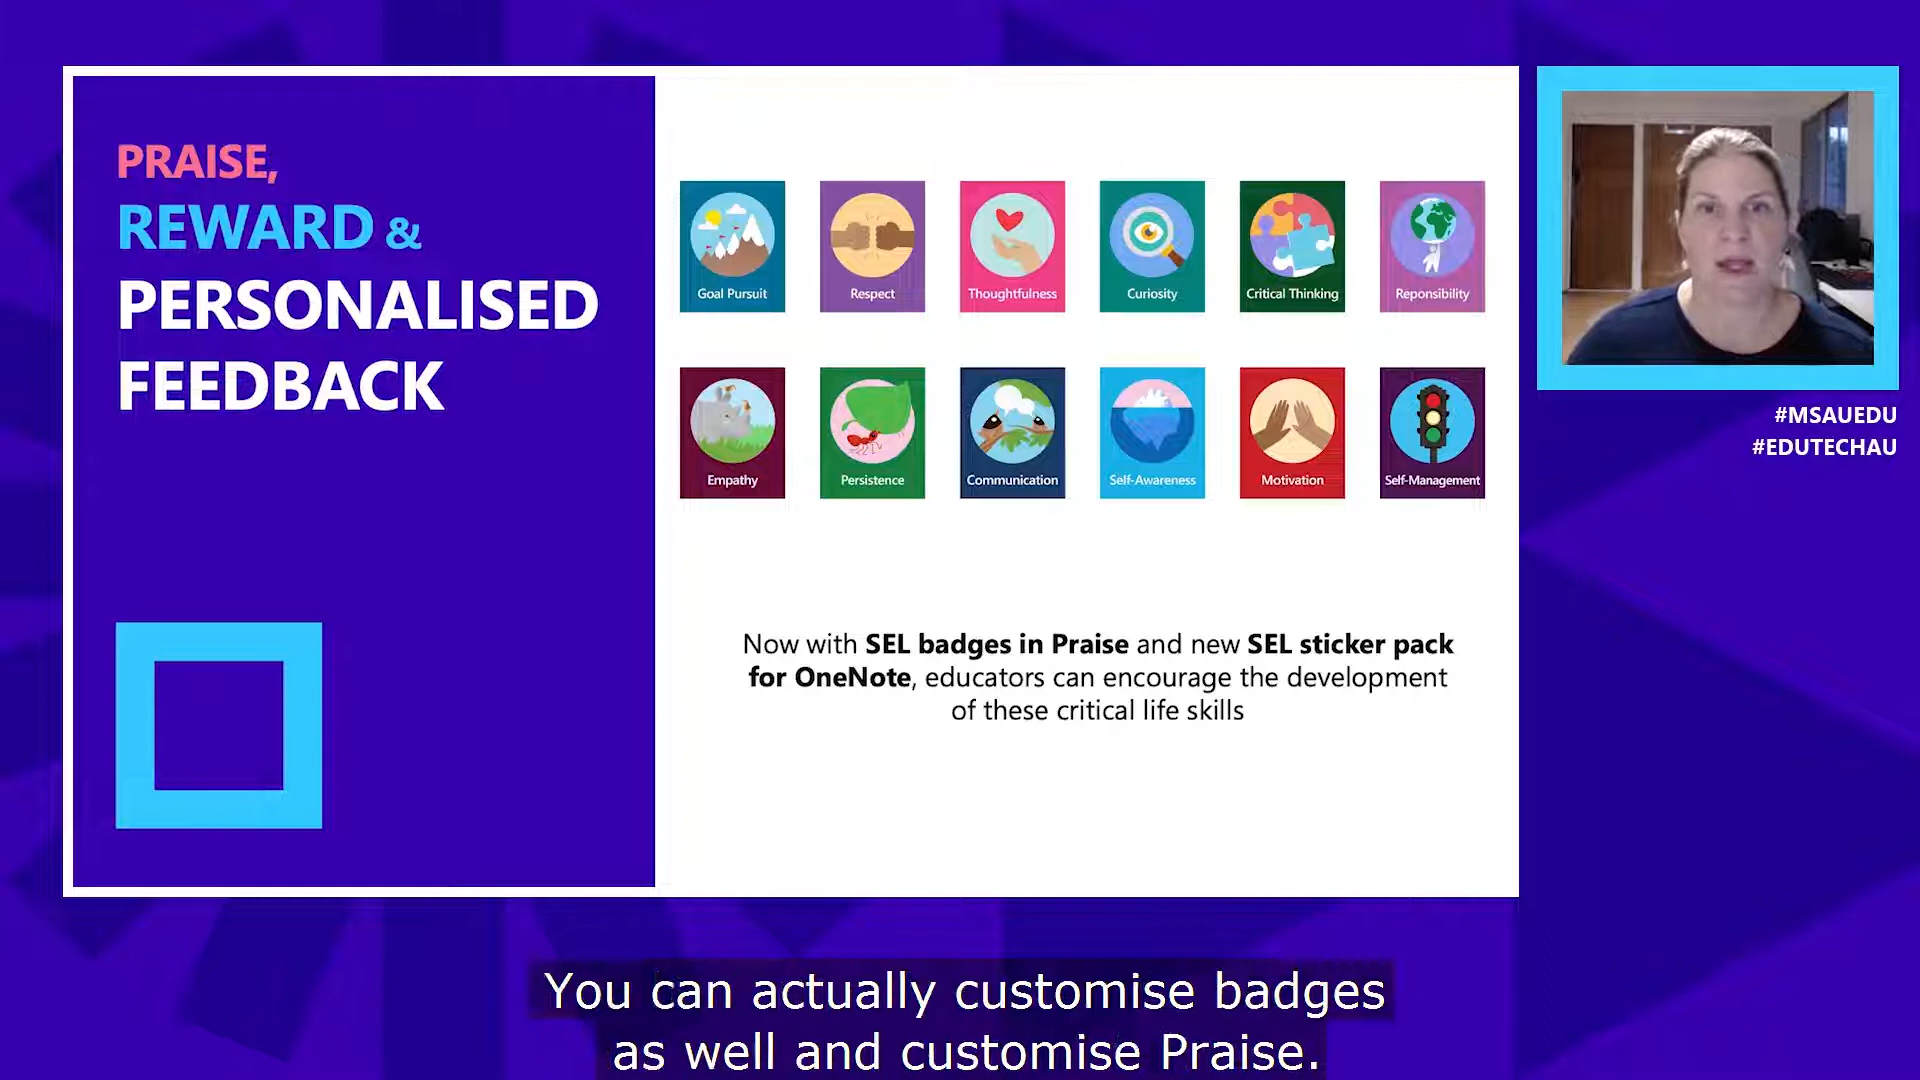 PRAISE,
REWARD &
PERSONALISED
FEEDBACK
Goal Pursuit
Respect
Thoughtfulness
Curiosity
Critical Thinking
Reponsibility
Empathy
Persistence
Communication
Self-Awareness
Motivation
Self-Management
Now with SEL badges in Praise and new SEL sticker pack
for OneNote, educators can encourage the development
of these critical life skills
#MSAUEDU
#EDUTECHAU
You can actually customise badges
as well and customise Praise.